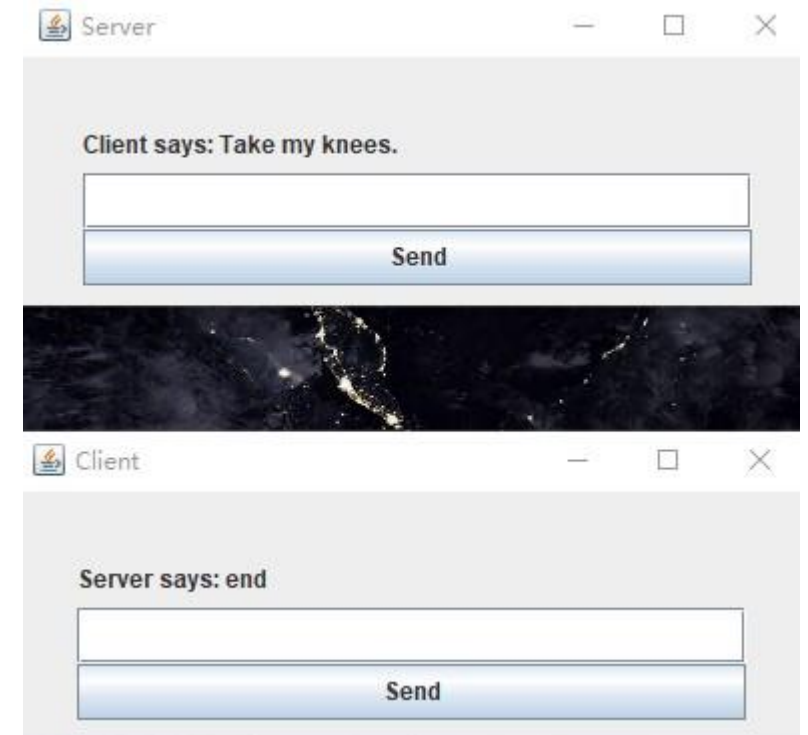 Server
Client says: Take my knees.
Send
Client
Server says: end
Send